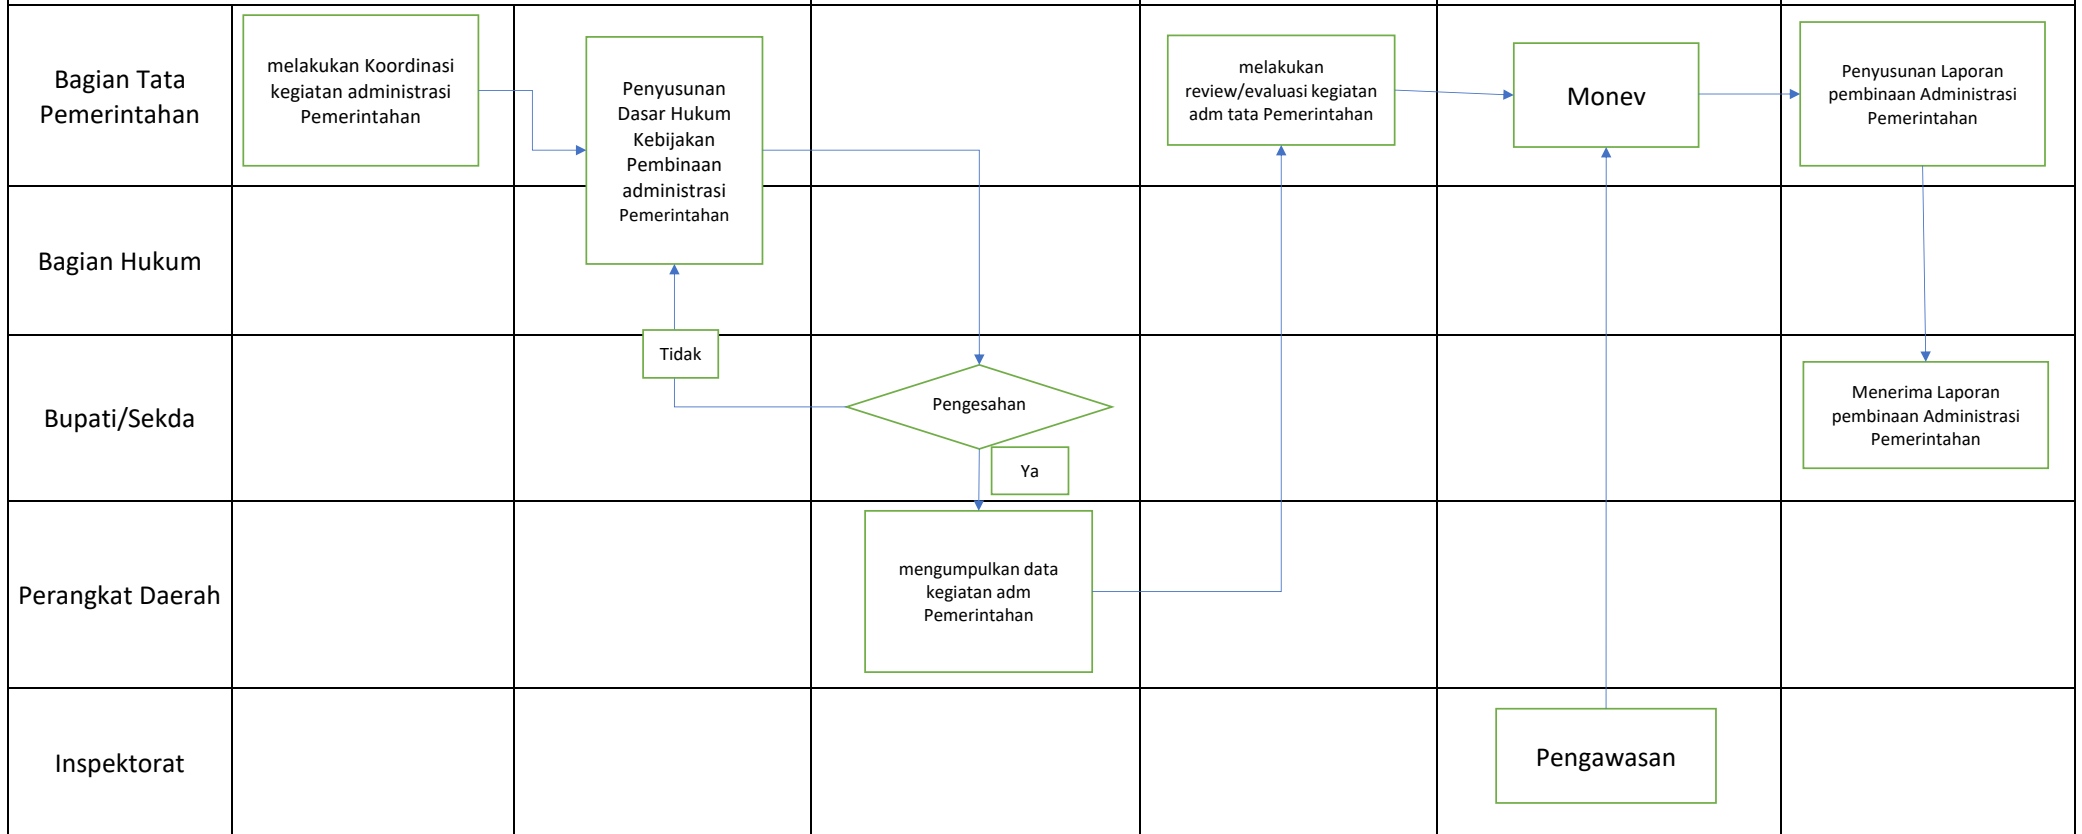 Bagian Tata
Pemerintahan
melakukan Koordinasi
kegiatan administrasi
Pemerintahan
Penyusunan
Dasar Hukum
Kebijakan
Pembinaan
administrasi
Pemerintahan
melakukan
review/evaluasi kegiatan
adm tata Pemerintahan
Monev
Penyusunan Laporan
pembinaan Administrasi
Pemerintahan
Bagian Hukum
Tidak
Bupati/Sekda
Pengesahan
Ya
Menerima Laporan
pembinaan Administrasi
Pemerintahan
Perangkat Daerah
mengumpulkan data
kegiatan adm
Pemerintahan
Inspektorat
Pengawasan